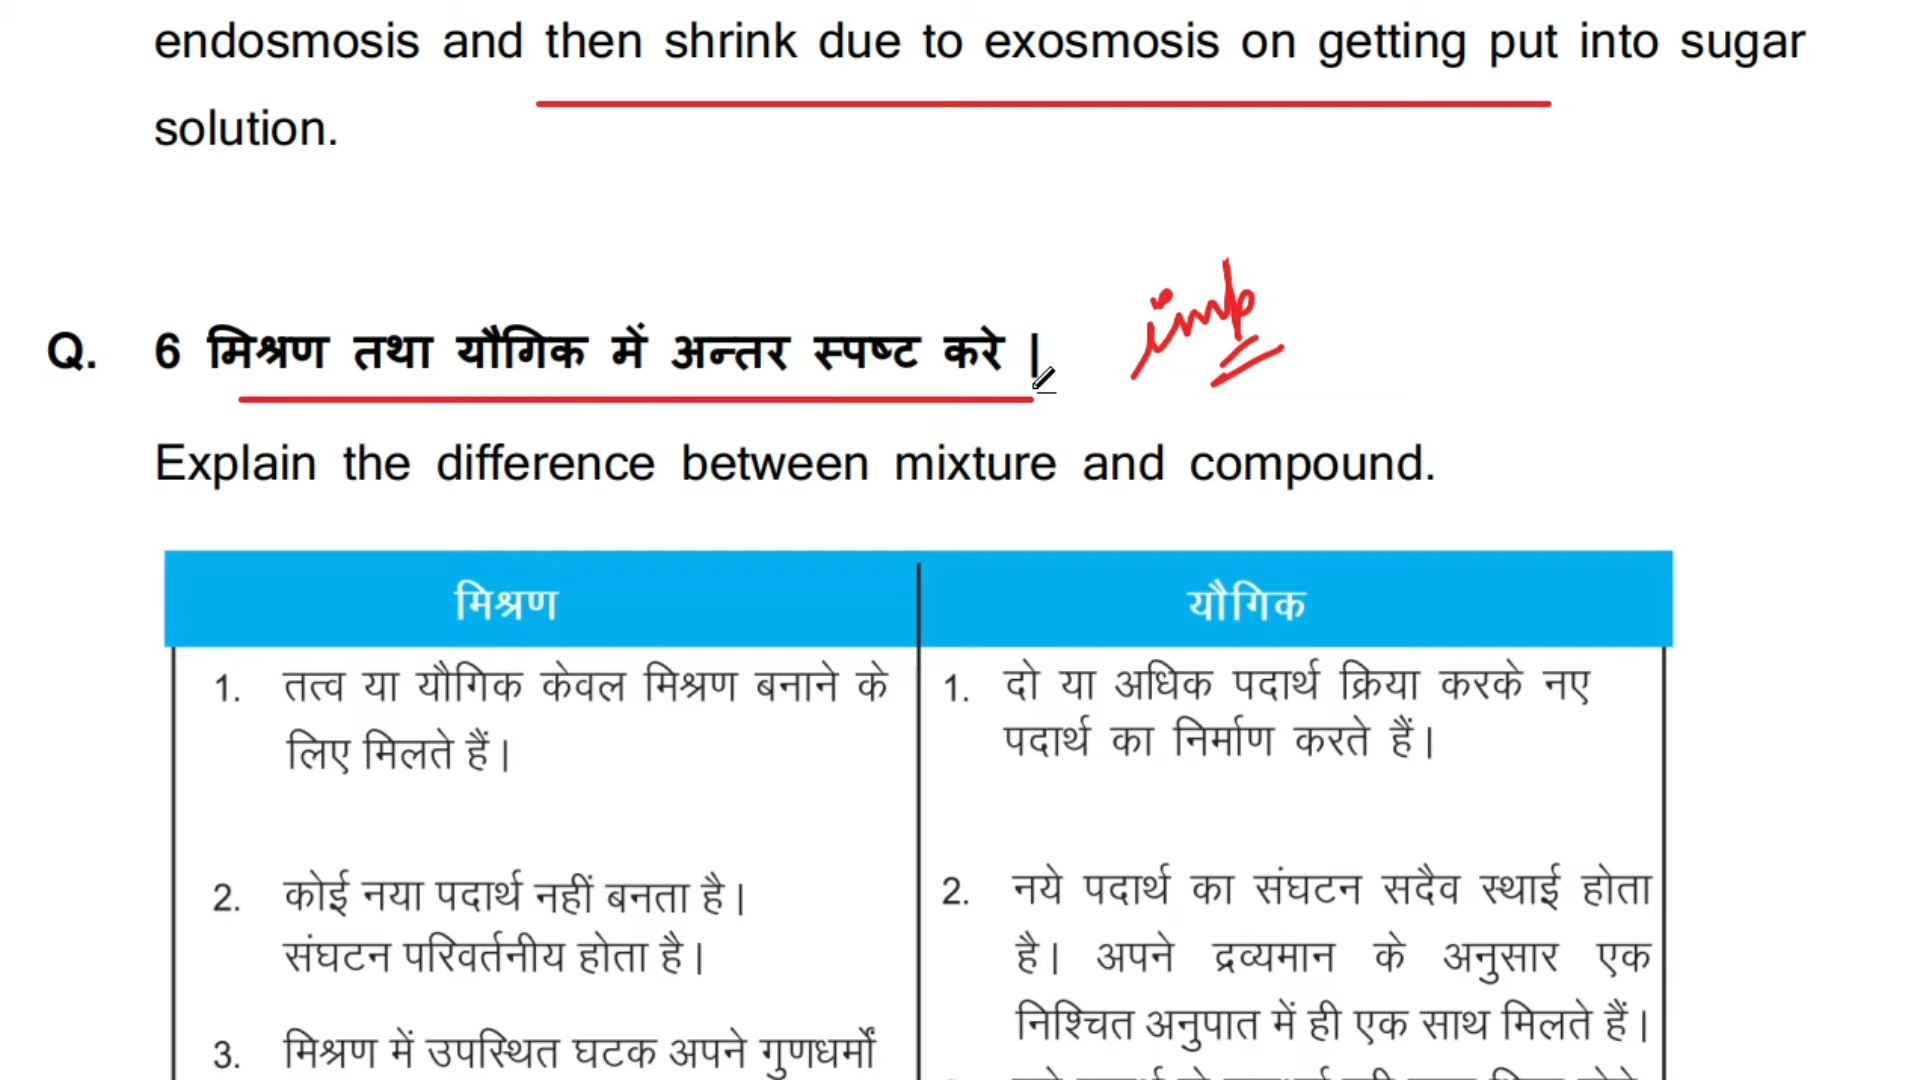 endosmosis and then shrink due to exosmosis on getting put into sugar
solution.
imp
Q. 6 मिश्रण तथा यौगिक में अन्तर स्पष्ट करे |
Explain the difference between mixture and compound.
मिश्रण
यौगिक
1. तत्व या यौगिक केवल मिश्रण बनाने के
लिए मिलते हैं।
1. दो या अधिक पदार्थ क्रिया करके नए
पदार्थ का निर्माण करते हैं।
2. कोई नया पदार्थ नहीं बनता है।
संघटन परिवर्तनीय होता है।
2. नये पदार्थ का संघटन सदैव स्थाई होता
है। अपने द्रव्यमान के अनुसार एक
निश्चित अनुपात में ही एक साथ मिलते हैं।
3. मिश्रण में उपस्थित घटक अपने गुणधर्मों